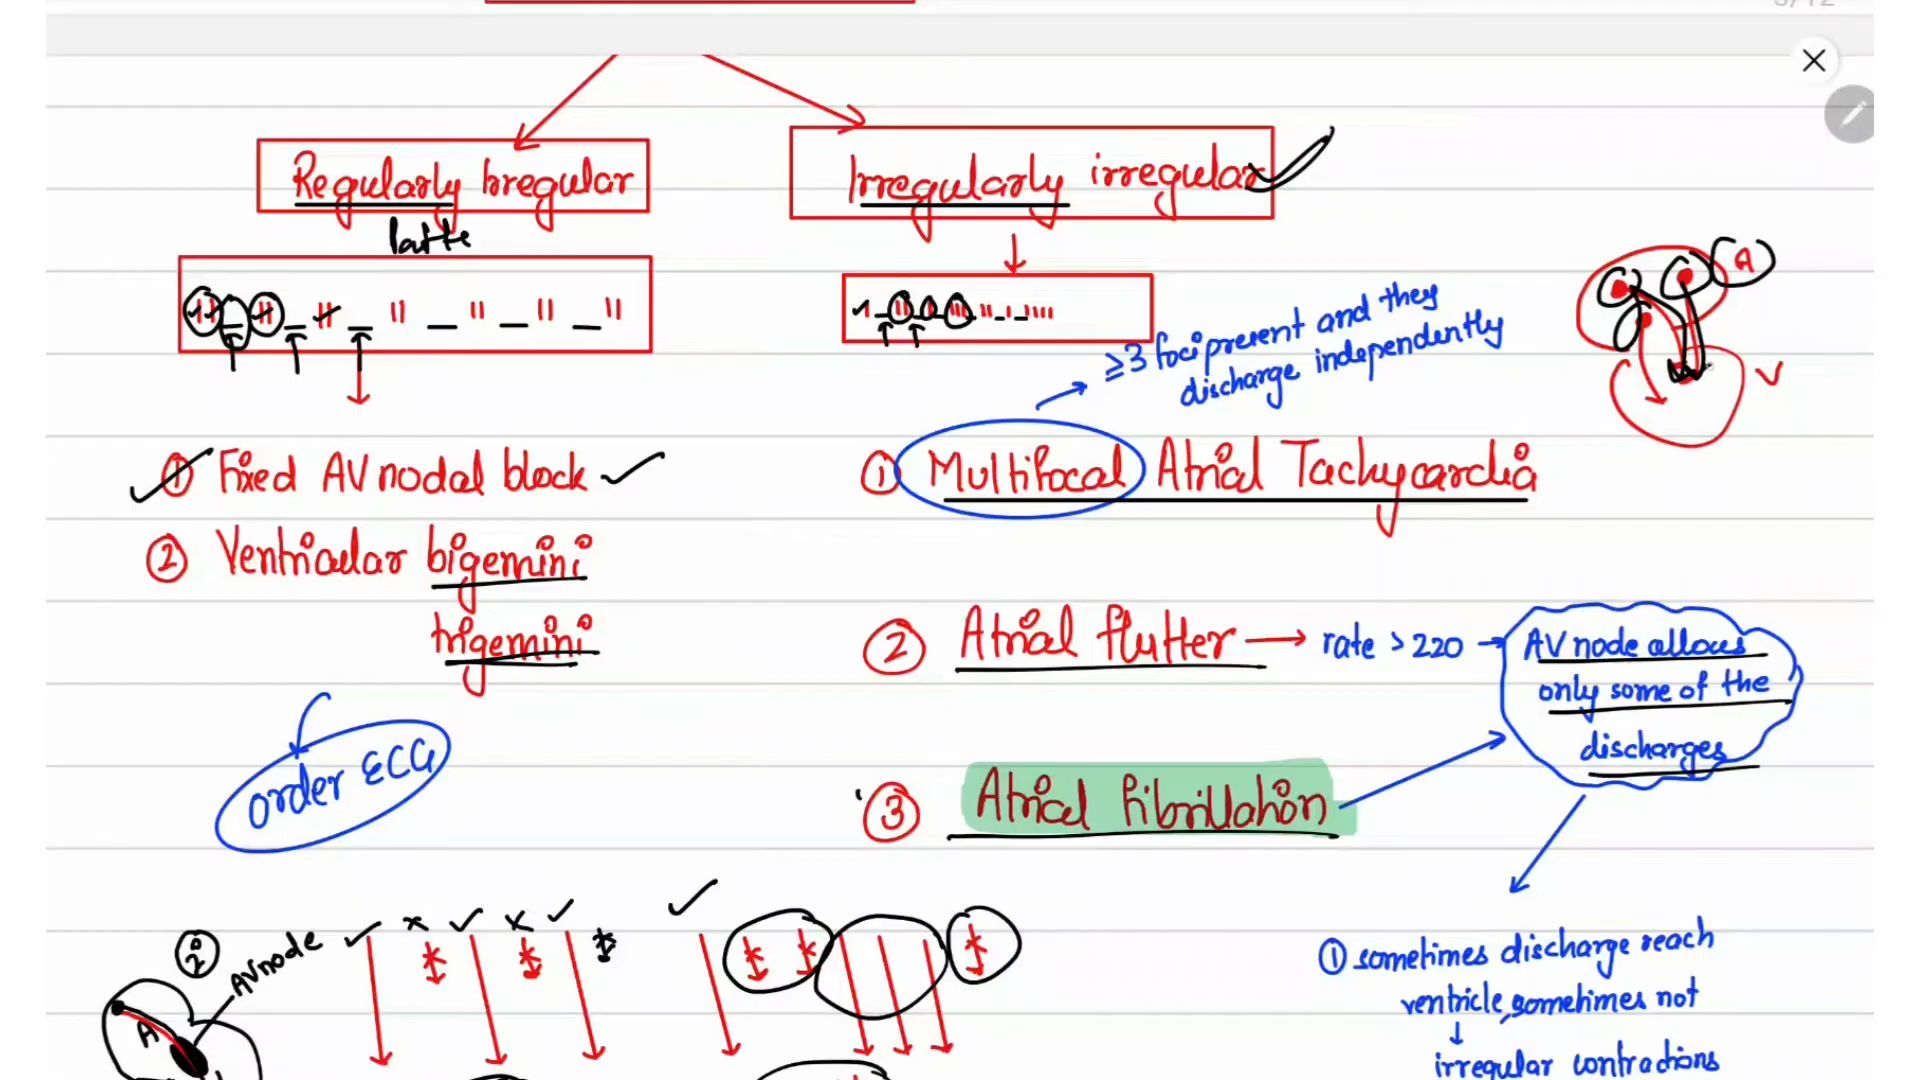 Regularly Irregular
Irregularly irregular
latte
A
V
≥3 foci present and they
discharge independently
① Fixed AV nodal block
① Multifocal Atrial Tachycardia
② Ventricular bigemini
trigemini
② Atrial flutter → rate > 220 → AV node allows
only some of the
discharges
order ECG
③ Atrial fibrillation
AV node
A
① sometimes discharge reach
ventricle, sometimes not
↓
irregular contractions